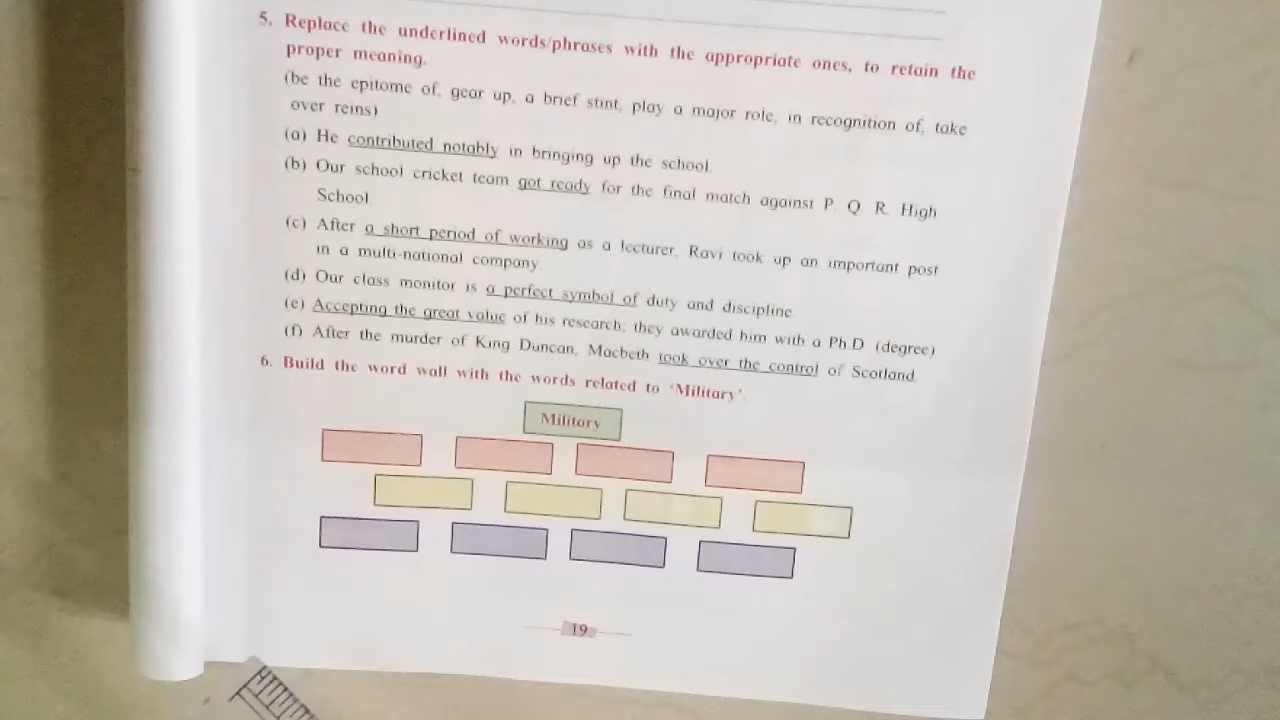 5. Replace the underlined words/phrases with the appropriate ones, to retain the
proper meaning.
(be the epitome of, gear up, a brief stint, play a major role, in recognition of, take
over reins)
(a) He contributed notably in bringing up the school.
(b) Our school cricket team got ready for the final match against P. Q. R. High
School.
(c) After a short period of working as a lecturer, Ravi took up an important post
in a multi-national company
(d) Our class monitor is a perfect symbol of duty and discipline.
(e) Accepting the great value of his research, they awarded him with a Ph.D (degree)
(f) After the murder of King Duncan, Macbeth took over the control of Scotland.
6. Build the word wall with the words related to 'Military'.
Military
19